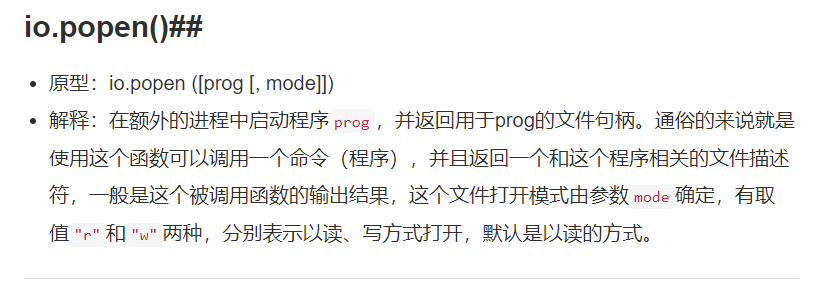 io.popen()##
原型：io.popen ([prog [, mode]])
解释：在额外的进程中启动程序prog，并返回用于prog的文件句柄。通俗的来说就是
使用这个函数可以调用一个命令（程序），并且返回一个和这个程序相关的文件描述
符，一般是这个被调用函数的输出结果，这个文件打开模式由参数mode确定，有取
值"r"和"w"两种，分别表示以读、写方式打开，默认是以读的方式。